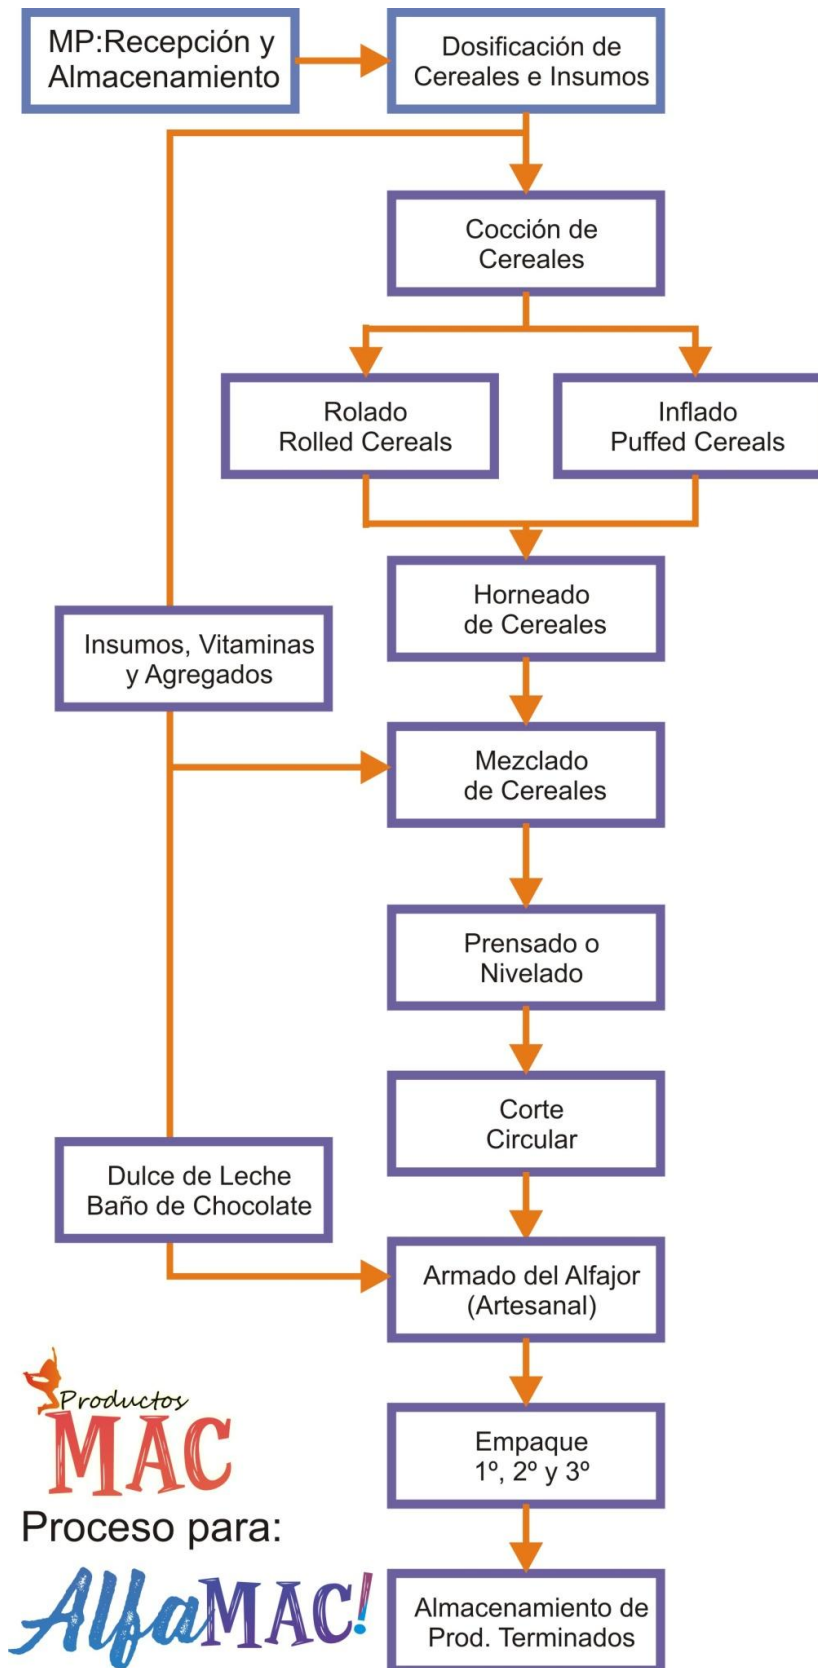 MP:Recepción y
Almacenamiento
Dosificación de
Cereales e Insumos
Cocción de
Cereales
Rolado
Rolled Cereals
Inflado
Puffed Cereals
Horneado
de Cereales
Insumos, Vitaminas
y Agregados
Mezclado
de Cereales
Prensado o
Nivelado
Corte
Circular
Dulce de Leche
Baño de Chocolate
Armado del Alfajor
(Artesanal)
Empaque
1º, 2º y 3º
Almacenamiento de
Prod. Terminados
Productos
MAC
Proceso para:
AlfaMAC!